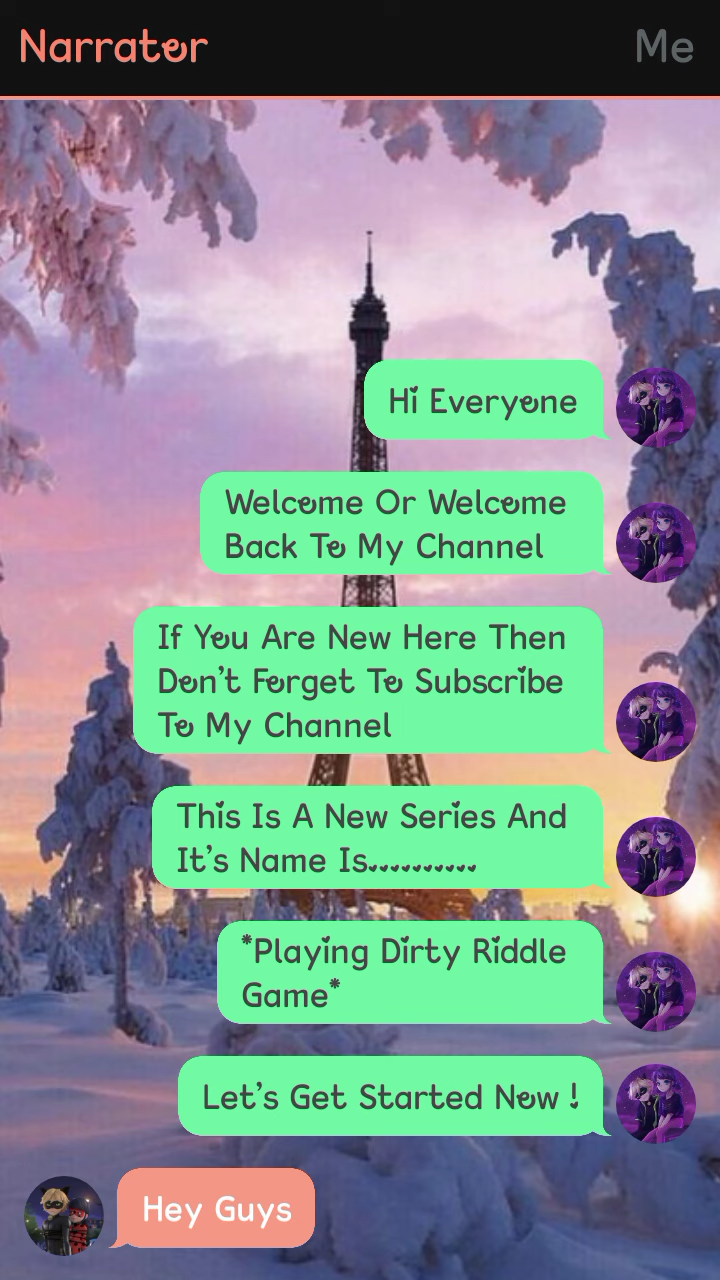 Narrator
Me
Hi Everyone
Welcome Or Welcome
Back To My Channel
If You Are New Here Then
Don't Forget To Subscribe
To My Channel
This Is A New Series And
It's Name Is..........
*Playing Dirty Riddle
Game*
Let's Get Started Now !
Hey Guys